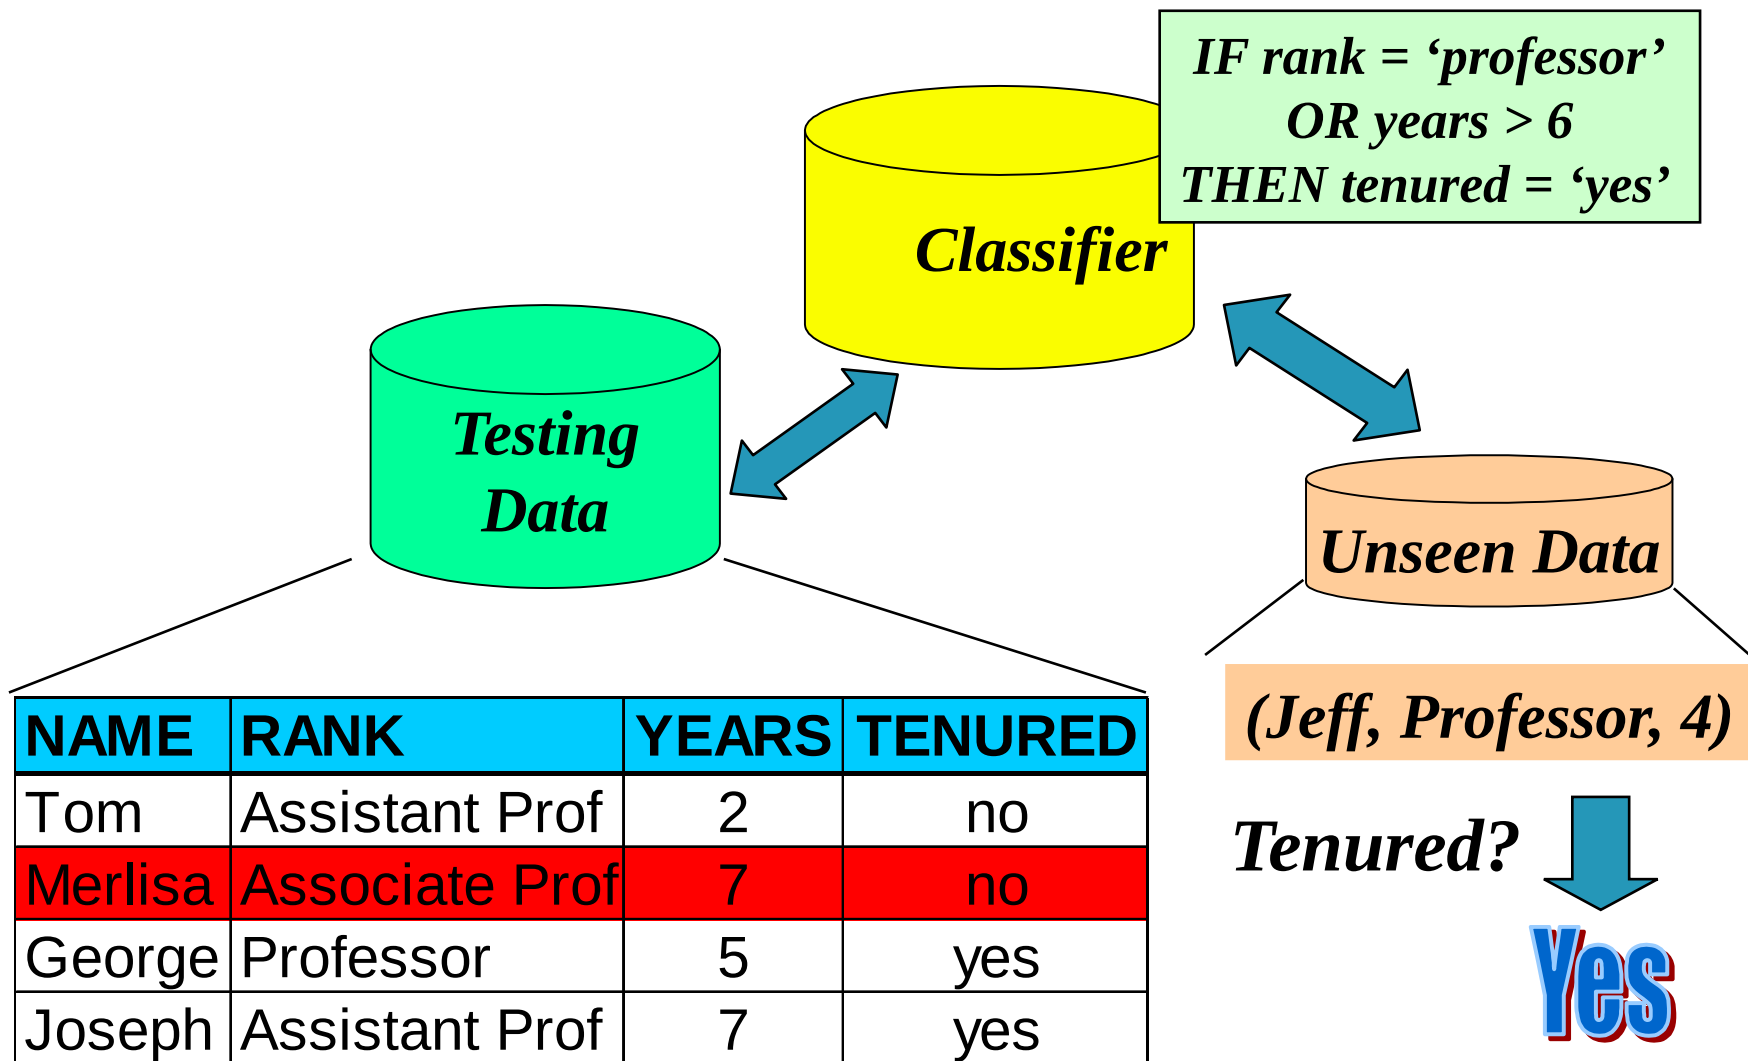 IF rank = ‘professor’
OR years > 6
THEN tenured = ‘yes’
Classifier
Testing
Data
Unseen Data
(Jeff, Professor, 4)
NAME RANK YEARS TENURED
Tom Assistant Prof 2 no
Merlisa Associate Prof 7 no
George Professor 5 yes
Joseph Assistant Prof 7 yes
Tenured?
Yes